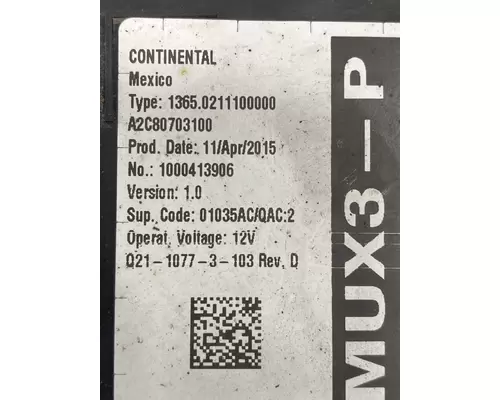 CONTINENTAL
Mexico
Type: 1365.0211100000
A2C80703100
Prod. Date: 11/Apr/2015
No.: 1000413906
Version: 1.0
Sup. Code: 01035AC/QAC:2
Operat. Voltage: 12V
Q21-1077-3-103 Rev. D
MUX3-P